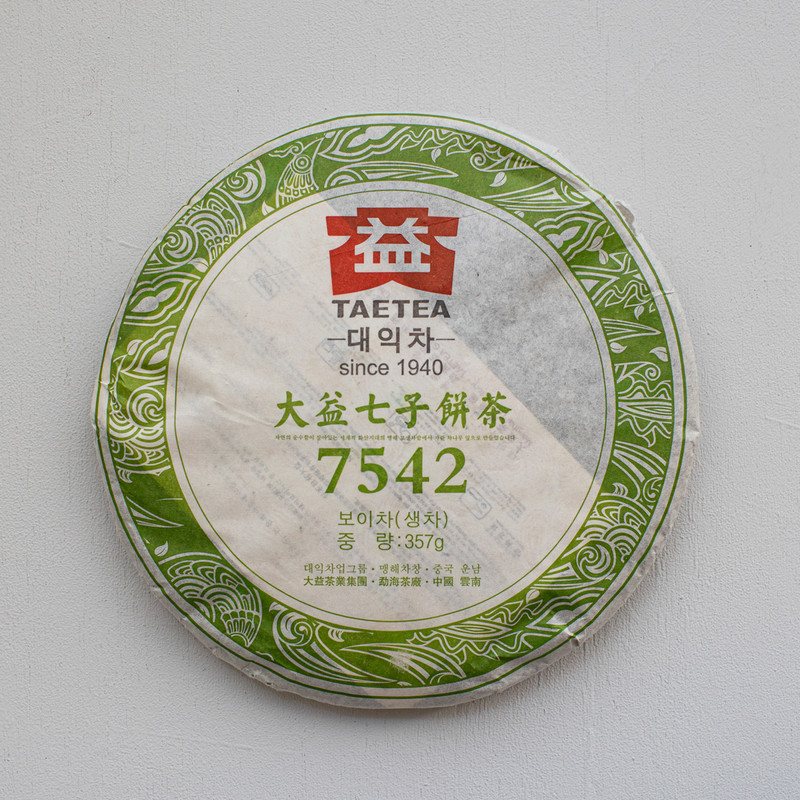 益
TAETEA
대익차
since 1940
大益七子餅茶
7542
보이차(생차)
중 량:357g
대익차업그룹·맹해차창·중국 운남
大益茶業集團·勐海茶廠·中國 雲南